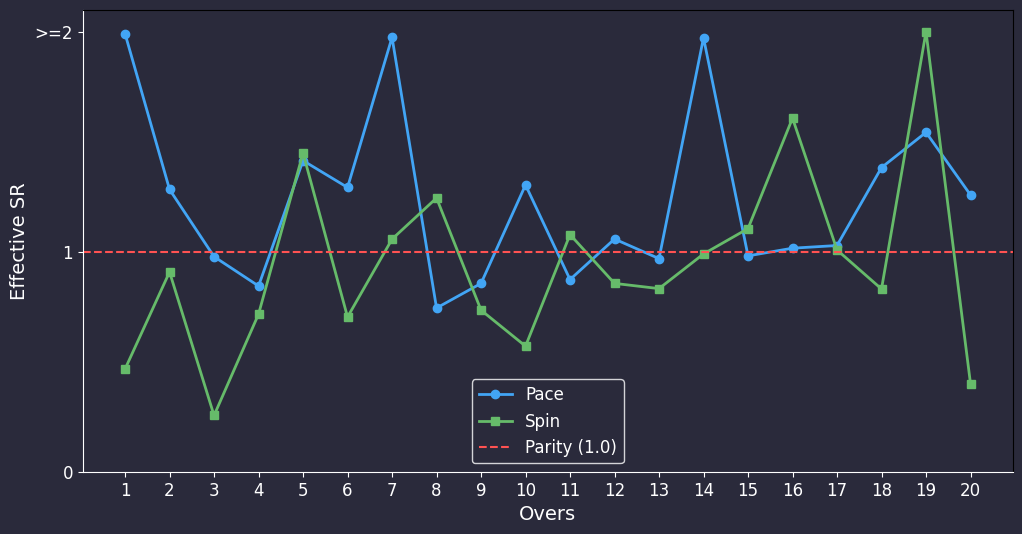 Effective SR
>=2
1
0
Pace
Spin
Parity (1.0)
1 2 3 4 5 6 7 8 9 10 11 12 13 14 15 16 17 18 19 20
Overs